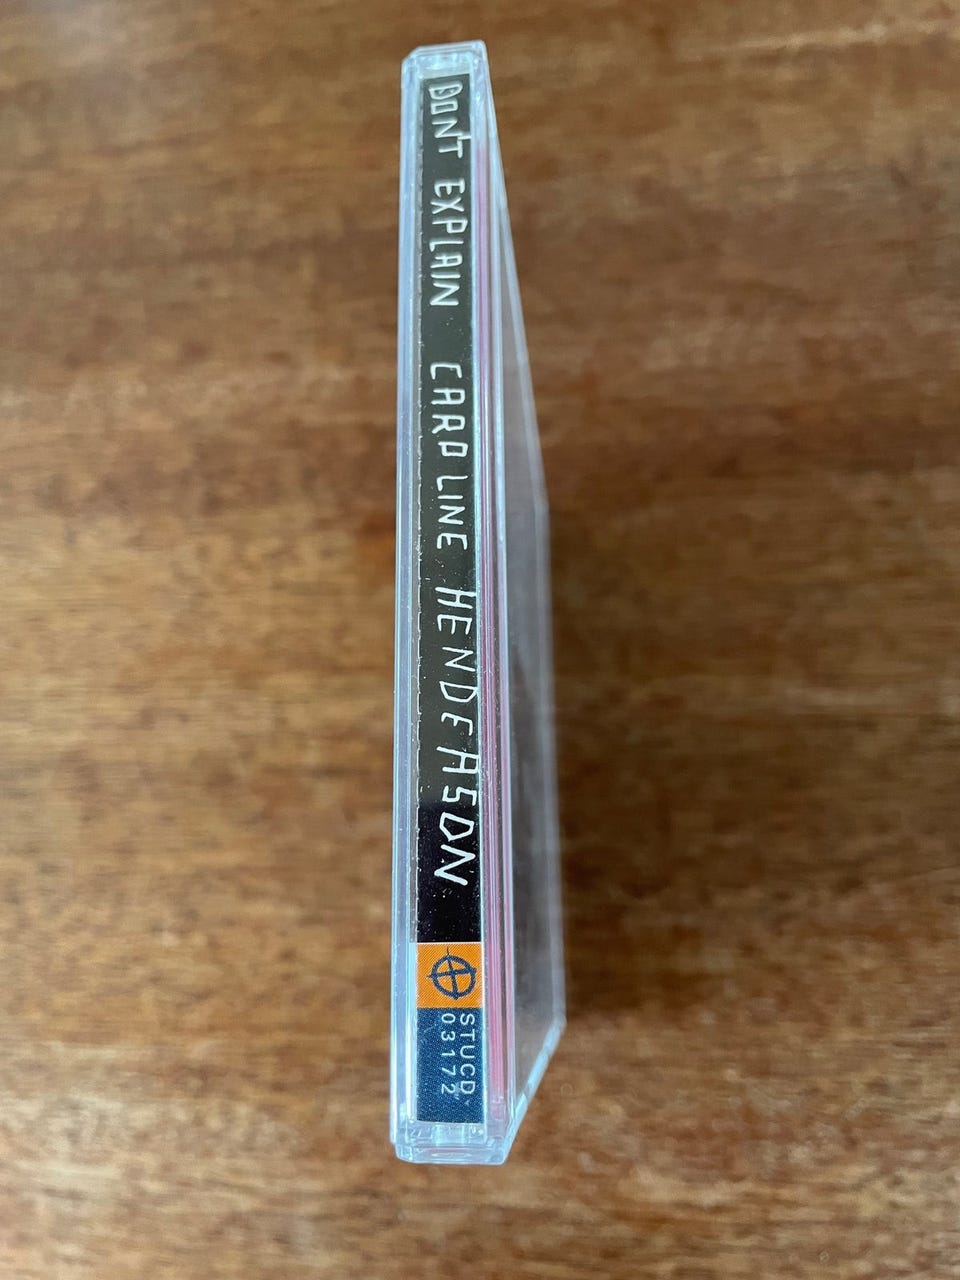 DON'T EXPLAIN CAROLINE HENDERSON
STUCD
03172